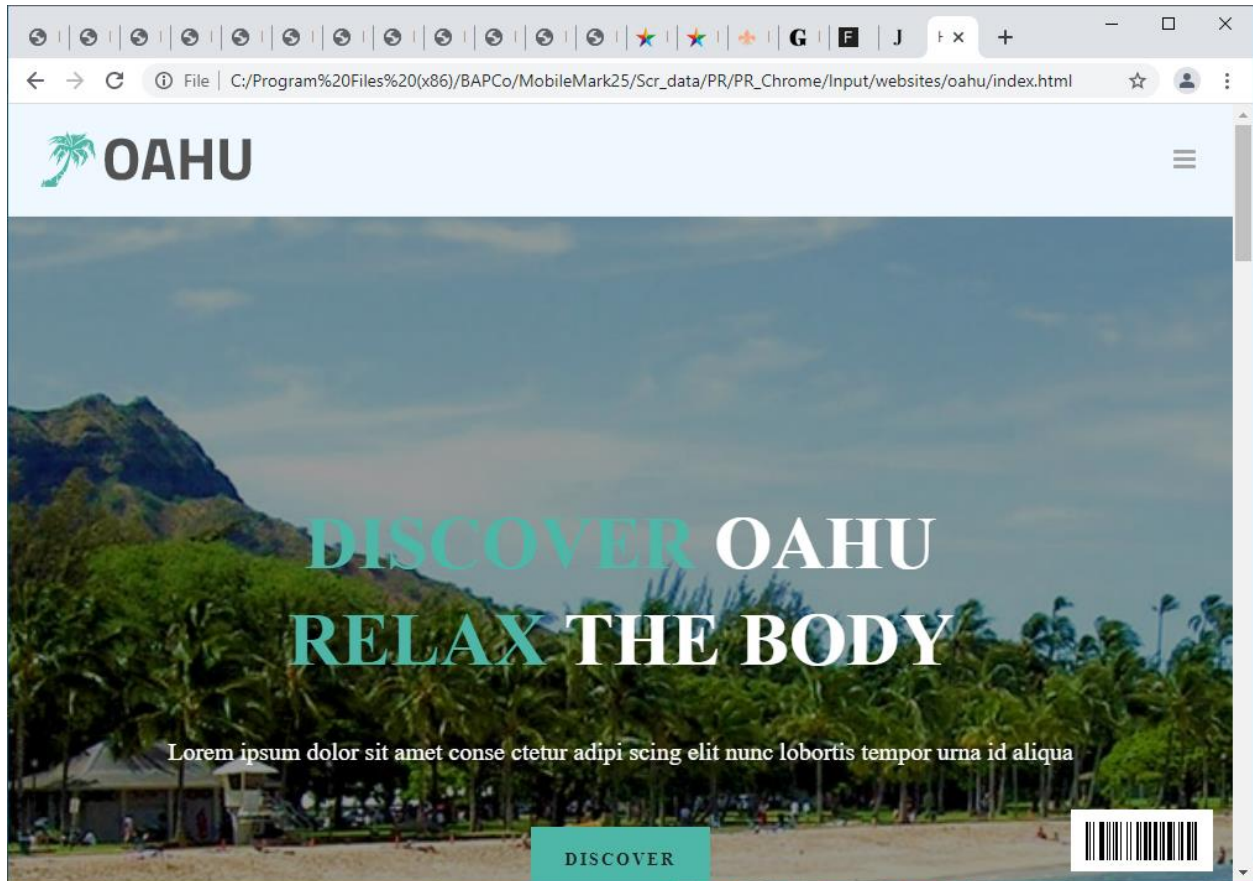 G F J H
File C:/Program%20Files%20(x86)/BAPCo/MobileMark25/Scr_data/PR/PR_Chrome/Input/websites/oahu/index.html
OAHU
DISCOVER OAHU
RELAX THE BODY
Lorem ipsum dolor sit amet conse ctetur adipi scing elit nunc lobortis tempor urna id aliqua
DISCOVER